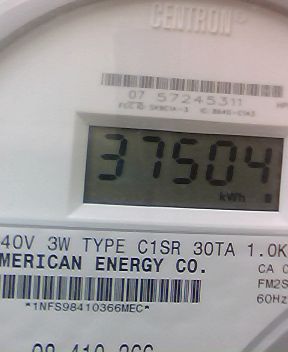 CENTRON®
07 57245311
37504
kWh
40V 3W TYPE C1SR 30TA 1.0K
MERICAN ENERGY CO.
CA 0
FM2S
60Hz
*1NFS98410366MEC*